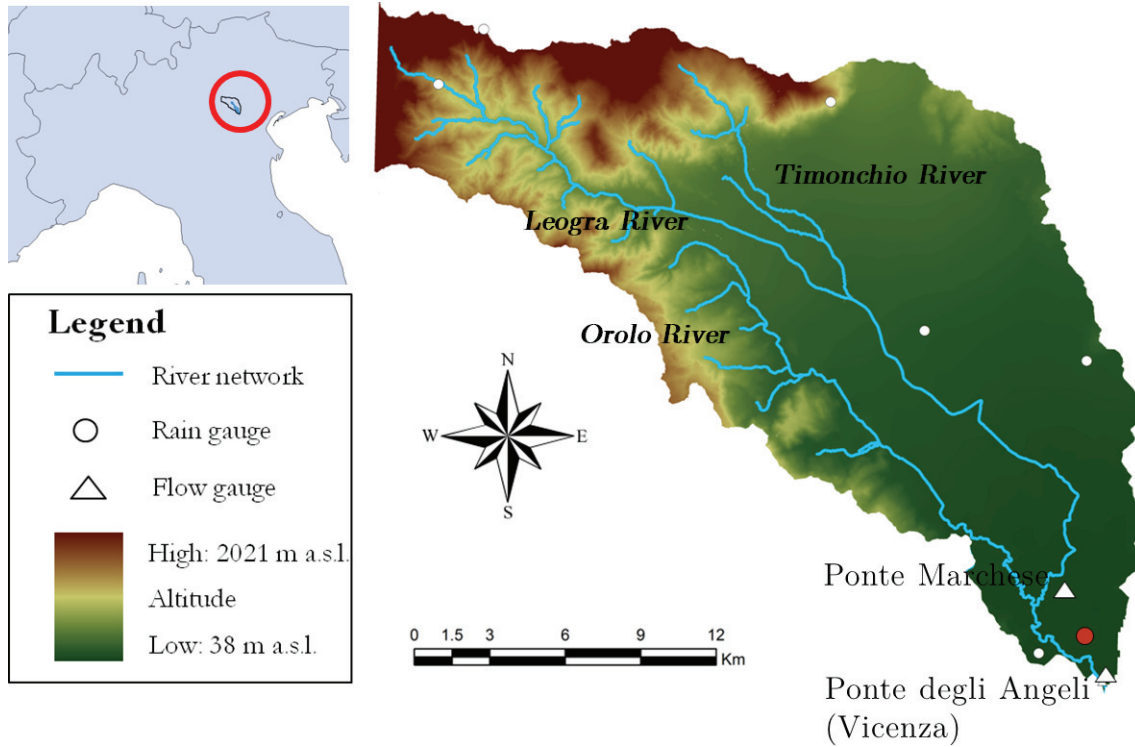 Timonchio River
Leogra River
Orolo River
Legend
River network
Rain gauge
Flow gauge
High: 2021 m a.s.l.
Altitude
Low: 38 m a.s.l.
N
W
E
S
0 1.5 3 6 9 12
Km
Ponte Marchese
Ponte degli Angeli
(Vicenza)